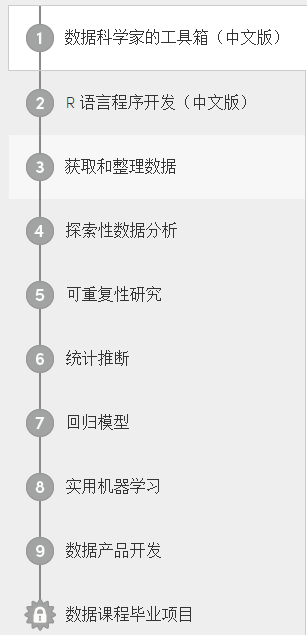 1 数据科学家的工具箱（中文版）
2 R 语言程序开发（中文版）
3 获取和整理数据
4 探索性数据分析
5 可重复性研究
6 统计推断
7 回归模型
8 实用机器学习
9 数据产品开发
数据课程毕业项目